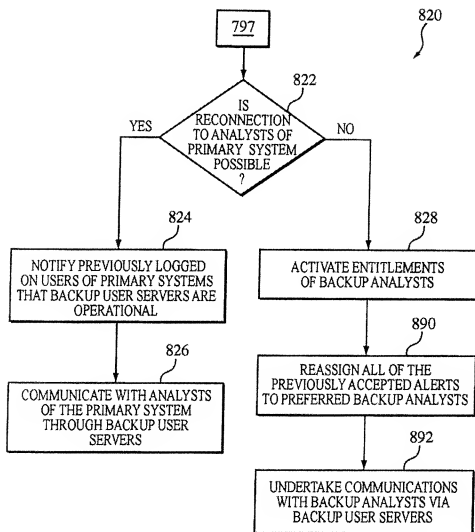 797
820
822
IS
RECONNECTION
TO ANALYSTS OF
PRIMARY SYSTEM
POSSIBLE
?
YES
NO
824
NOTIFY PREVIOUSLY LOGGED
ON USERS OF PRIMARY SYSTEMS
THAT BACKUP USER SERVERS ARE
OPERATIONAL
826
COMMUNICATE WITH ANALYSTS
OF THE PRIMARY SYSTEM
THROUGH BACKUP USER
SERVERS
828
ACTIVATE ENTITLEMENTS
OF BACKUP ANALYSTS
890
REASSIGN ALL OF THE
PREVIOUSLY ACCEPTED ALERTS
TO PREFERRED BACKUP ANALYSTS
892
UNDERTAKE COMMUNICATIONS
WITH BACKUP ANALYSTS VIA
BACKUP USER SERVERS